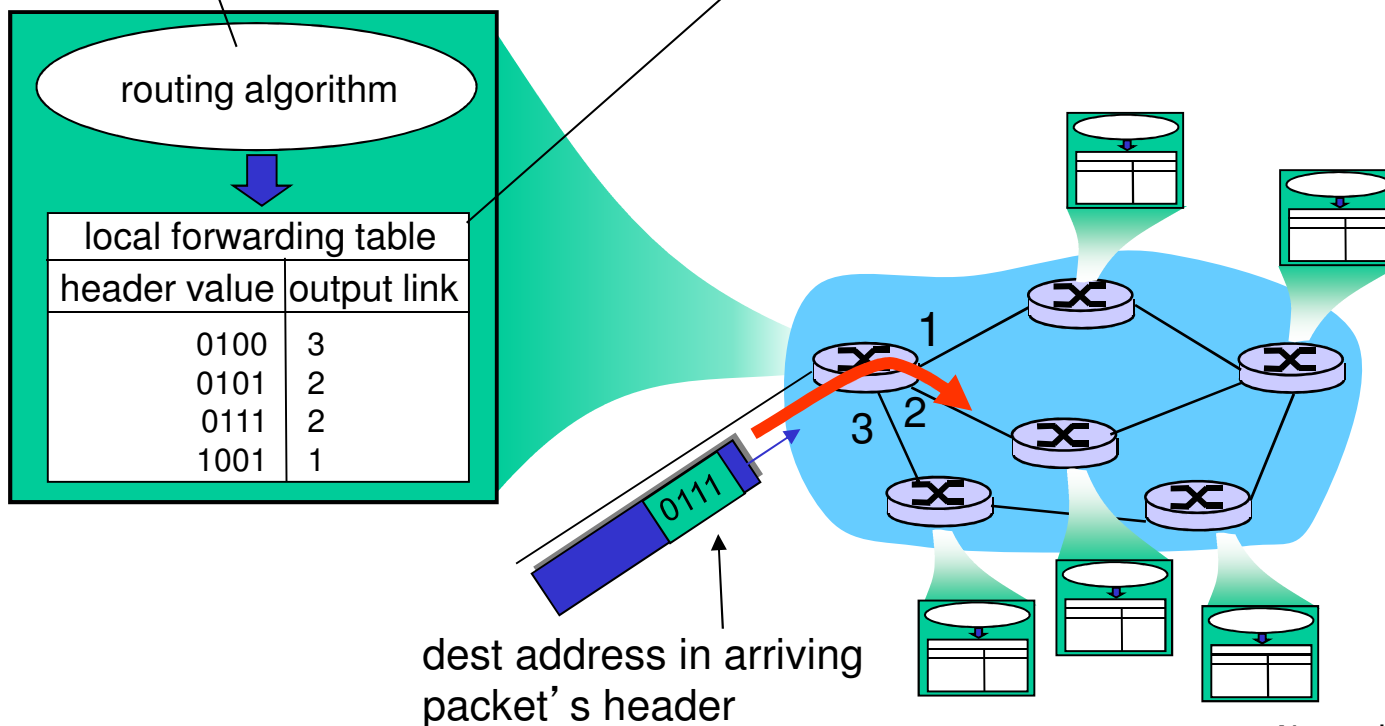 routing algorithm
local forwarding table
header value output link
0100 3
0101 2
0111 2
1001 1
1
2
3
0111
dest address in arriving
packet’s header